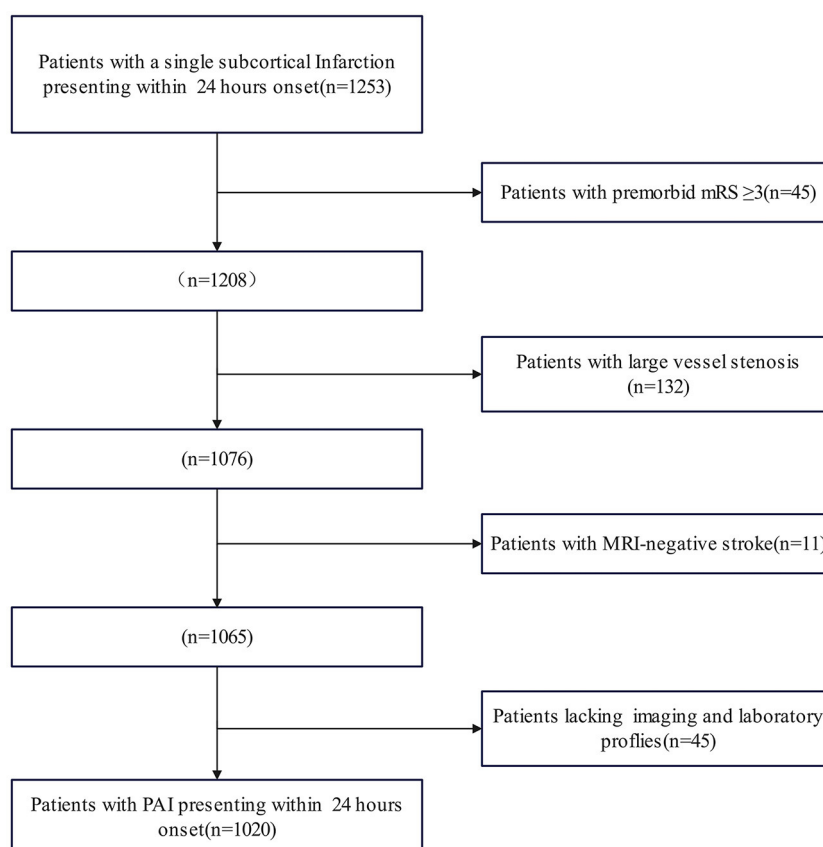 Patients with a single subcortical Infarction
presenting within  24 hours onset(n=1253)
Patients with premorbid mRS ≥3(n=45)
（n=1208）
Patients with large vessel stenosis
(n=132)
(n=1076)
Patients with MRI-negative stroke(n=11)
(n=1065)
Patients lacking  imaging and laboratory
proflies(n=45)
Patients with PAI presenting within  24 hours
onset(n=1020)